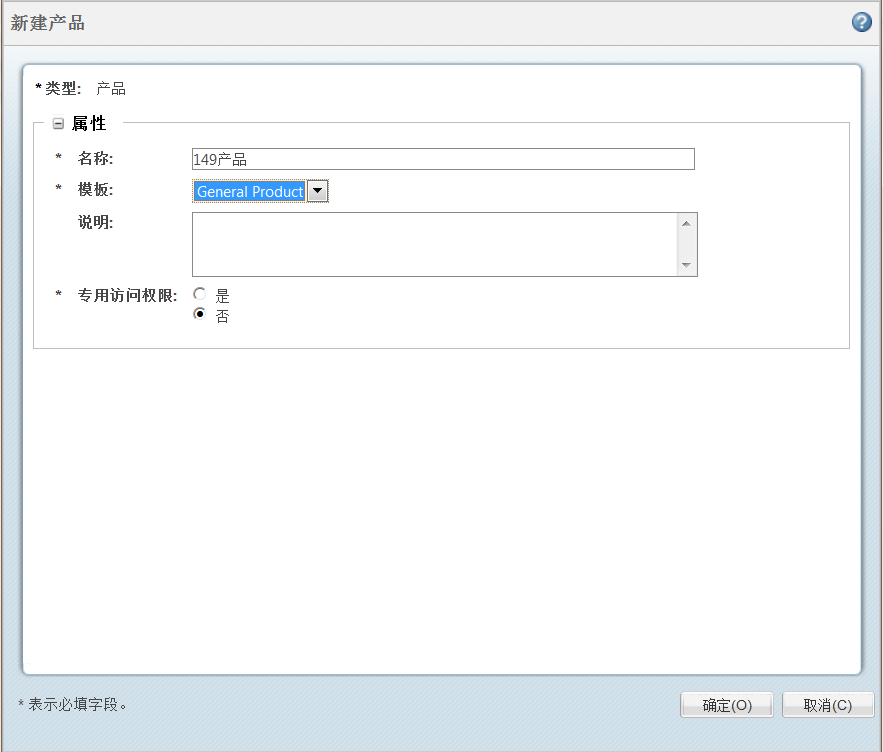 新建产品
?
*类型: 产品
属性
* 名称: 149产品
* 模板: General Product
说明:
* 专用访问权限: 是
否
* 表示必填字段。
确定(O) 取消(C)